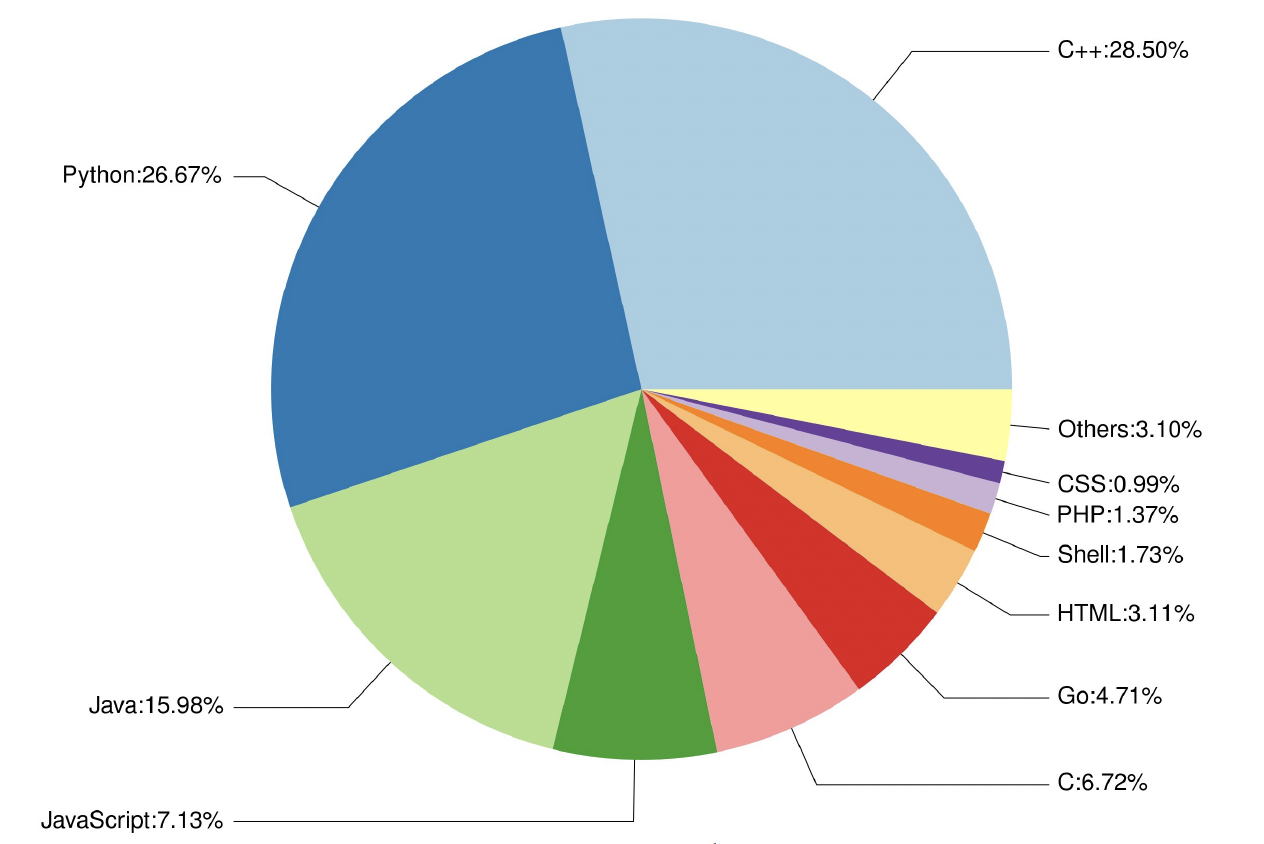 C++:28.50%
Python:26.67%
Others:3.10%
CSS:0.99%
PHP:1.37%
Shell:1.73%
HTML:3.11%
Go:4.71%
Java:15.98%
C:6.72%
JavaScript:7.13%